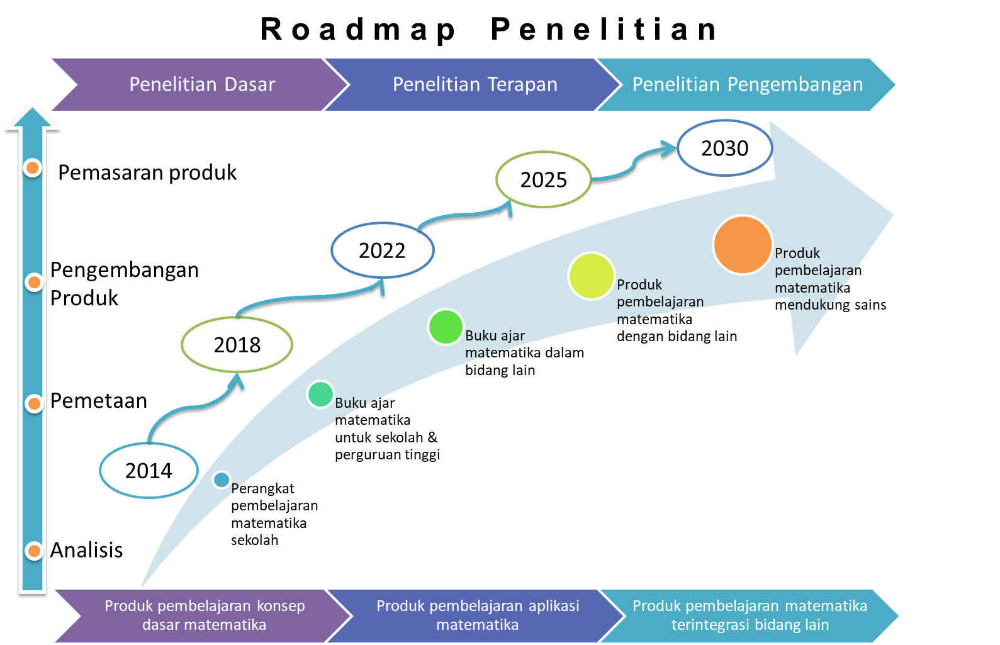 Roadmap Penelitian
Penelitian Dasar
Penelitian Terapan
Penelitian Pengembangan
Pemasaran produk
Pengembangan
Produk
Pemetaan
Analisis
2014
2018
2022
2025
2030
Perangkat
pembelajaran
matematika
sekolah
Buku ajar
matematika
untuk sekolah &
perguruan tinggi
Buku ajar
matematika dalam
bidang lain
Produk
pembelajaran
matematika
dengan bidang lain
Produk
pembelajaran
matematika
mendukung sains
Produk pembelajaran konsep
dasar matematika
Produk pembelajaran aplikasi
matematika
Produk pembelajaran matematika
terintegrasi bidang lain